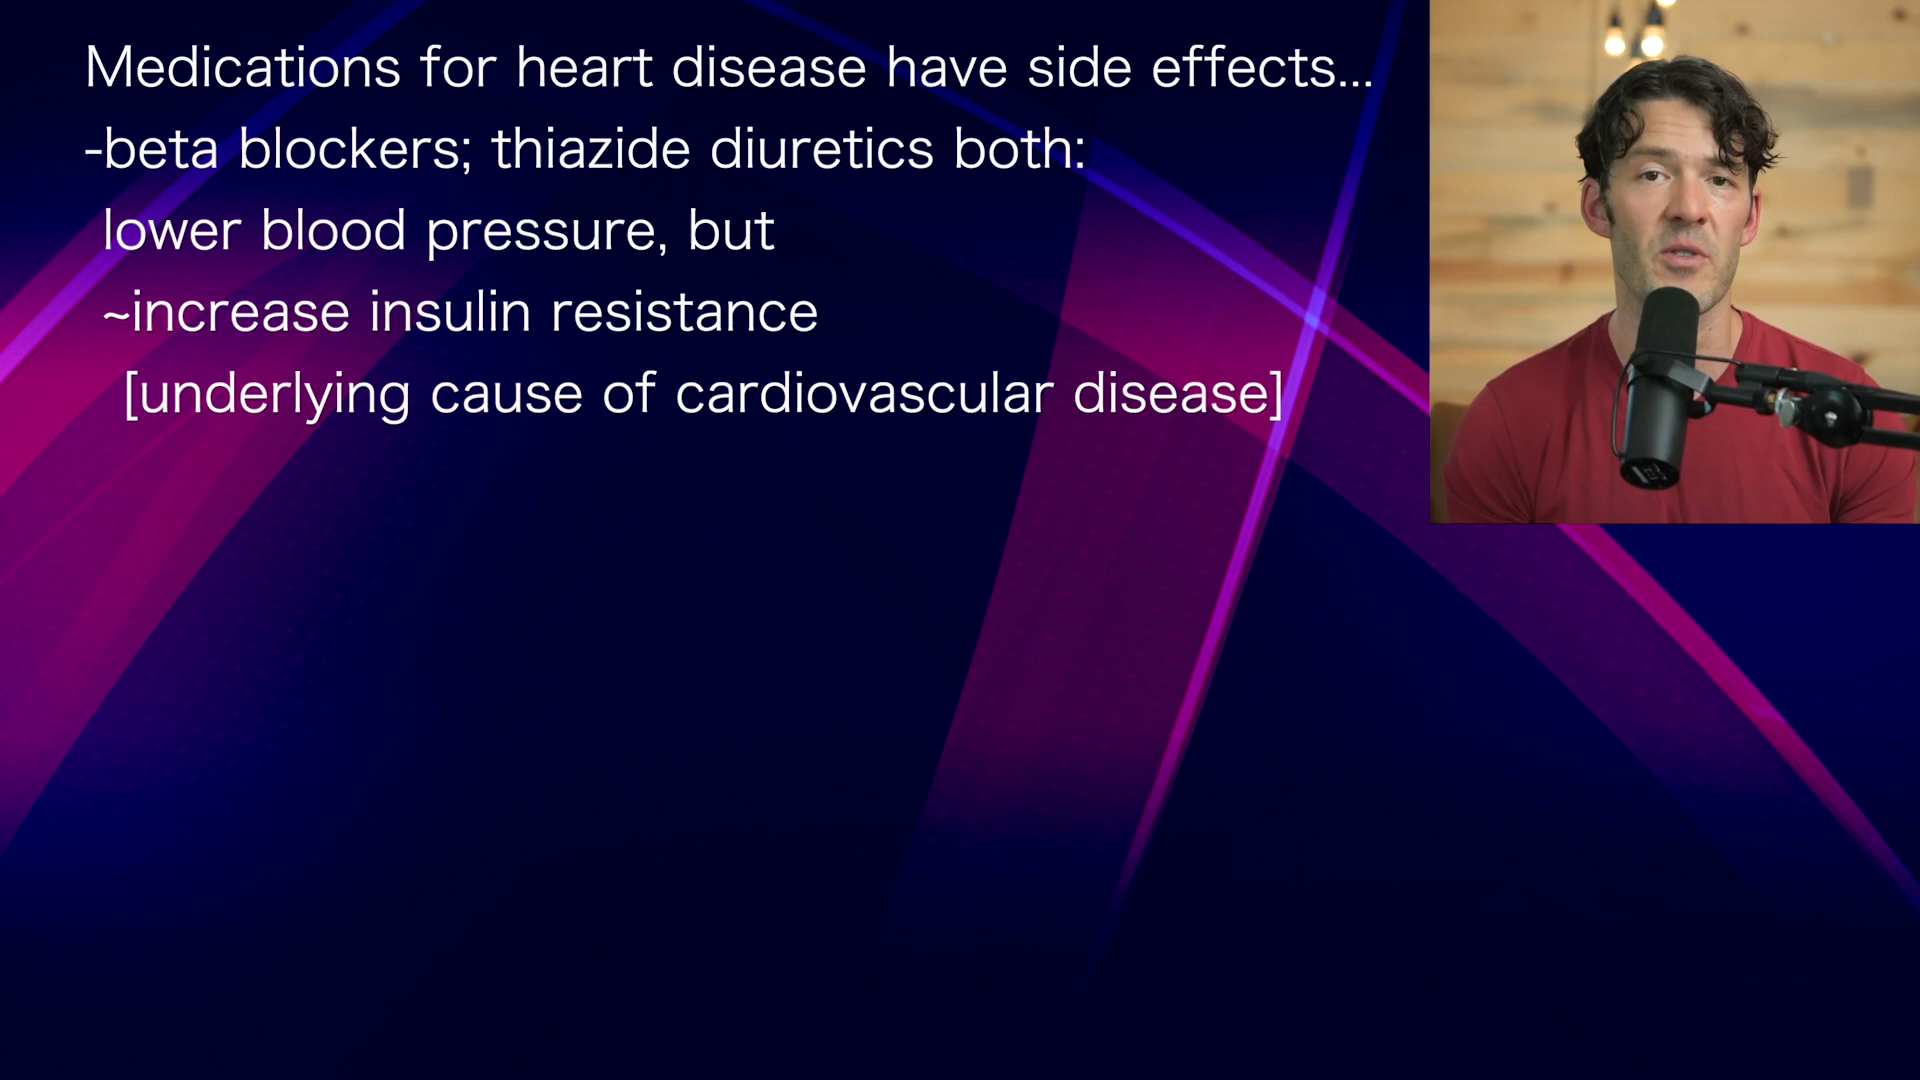 Medications for heart disease have side effects...
-beta blockers; thiazide diuretics both:
lower blood pressure, but
~increase insulin resistance
[underlying cause of cardiovascular disease]